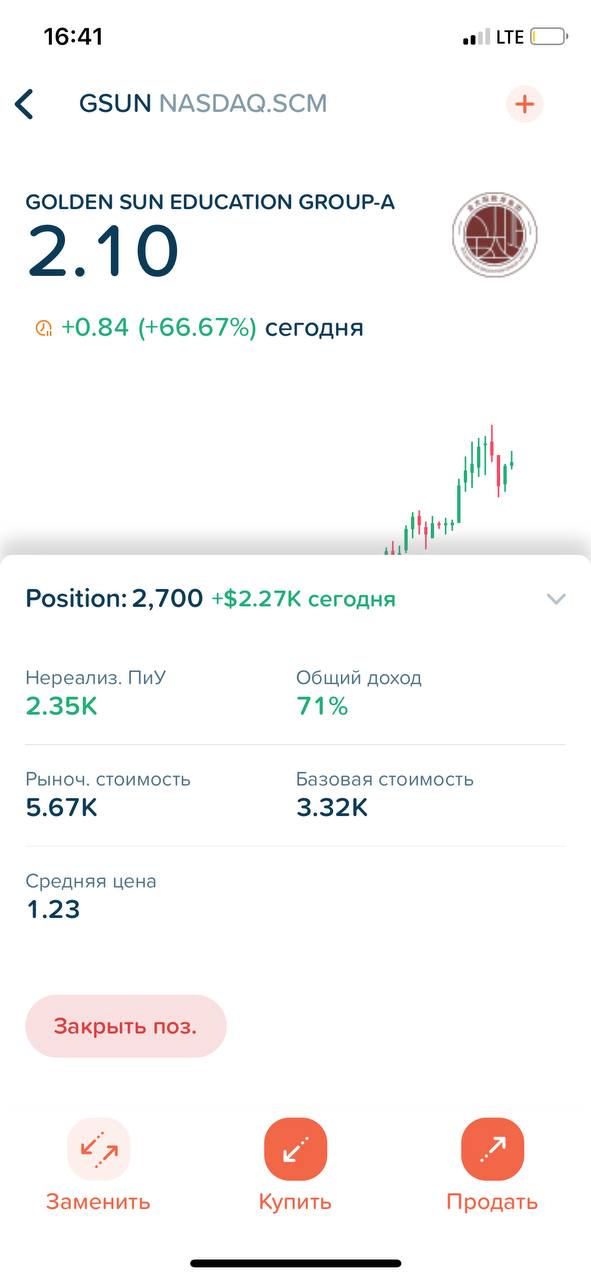 16:41 LTE
GSUN NASDAQ.SCM
GOLDEN SUN EDUCATION GROUP-A
2.10
+0.84 (+66.67%) сегодня
Position: 2,700 +$2.27K сегодня
Нереализ. ПиУ Общий доход
2.35K 71%
Рыноч. стоимость Базовая стоимость
5.67K 3.32K
Средняя цена
1.23
Закрыть поз.
Заменить Купить Продать